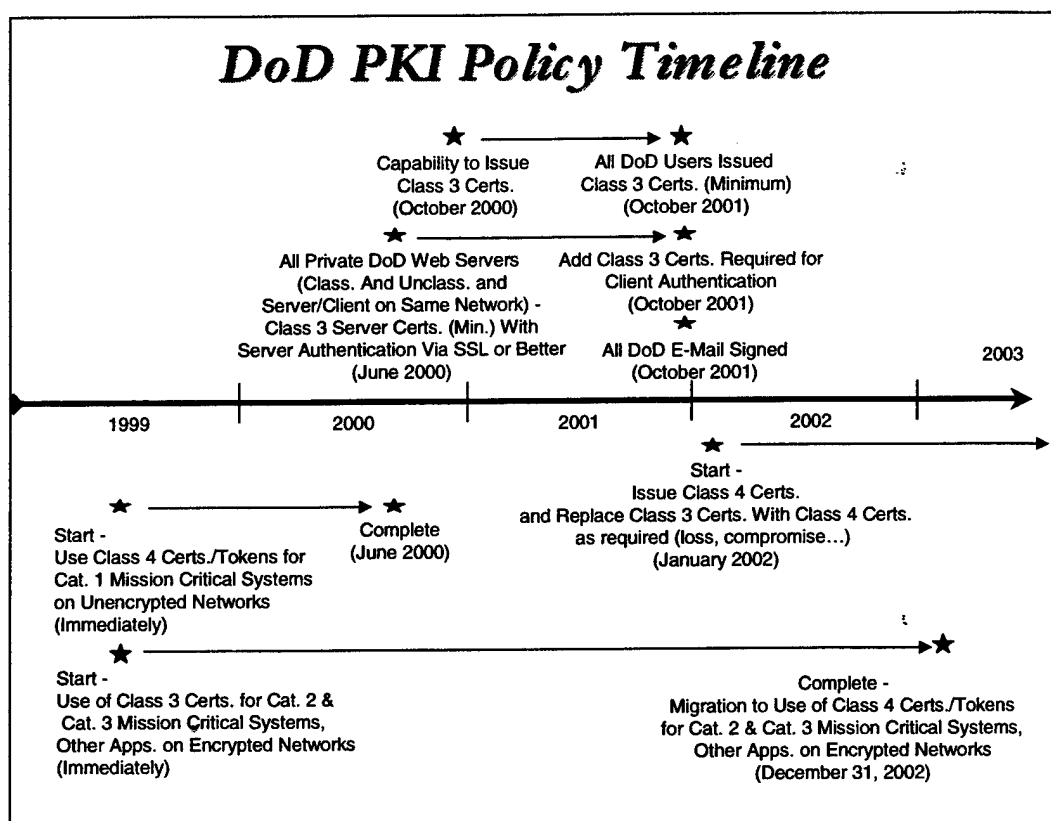 DoD PKI Policy Timeline
Capability to Issue
Class 3 Certs.
(October 2000)
All DoD Users Issued
Class 3 Certs. (Minimum)
(October 2001)
All Private DoD Web Servers
(Class. And Unclass. and
Server/Client on Same Network) -
Class 3 Server Certs. (Min.) With
Server Authentication Via SSL or Better
(June 2000)
Add Class 3 Certs. Required for
Client Authentication
(October 2001)
All DoD E-Mail Signed
(October 2001)
2003
1999
2000
2001
2002
Start -
Issue Class 4 Certs.
and Replace Class 3 Certs. With Class 4 Certs.
as required (loss, compromise...)
(January 2002)
Start -
Use Class 4 Certs./Tokens for
Cat. 1 Mission Critical Systems
on Unencrypted Networks
(Immediately)
Complete
(June 2000)
Start -
Use of Class 3 Certs. for Cat. 2 &
Cat. 3 Mission Critical Systems,
Other Apps. on Encrypted Networks
(Immediately)
Complete -
Migration to Use of Class 4 Certs./Tokens
for Cat. 2 & Cat. 3 Mission Critical Systems,
Other Apps. on Encrypted Networks
(December 31, 2002)